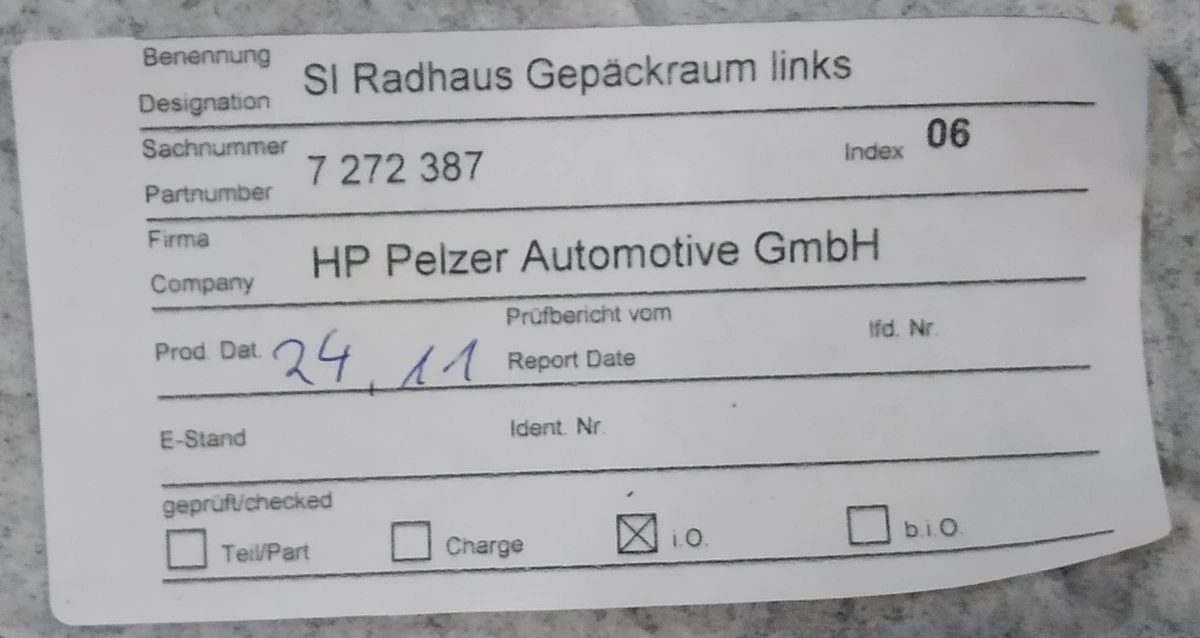 Benennung
Designation
SI Radhaus Gepäckraum links
Sachnummer
Partnumber
7 272 387
Index 06
Firma
Company
HP Pelzer Automotive GmbH
Prod. Dat. 24.11
Prüfbericht vom
Report Date
lfd. Nr.
E-Stand
Ident. Nr.
geprüft/checked
Teil/Part Charge i.O. b.i.O.